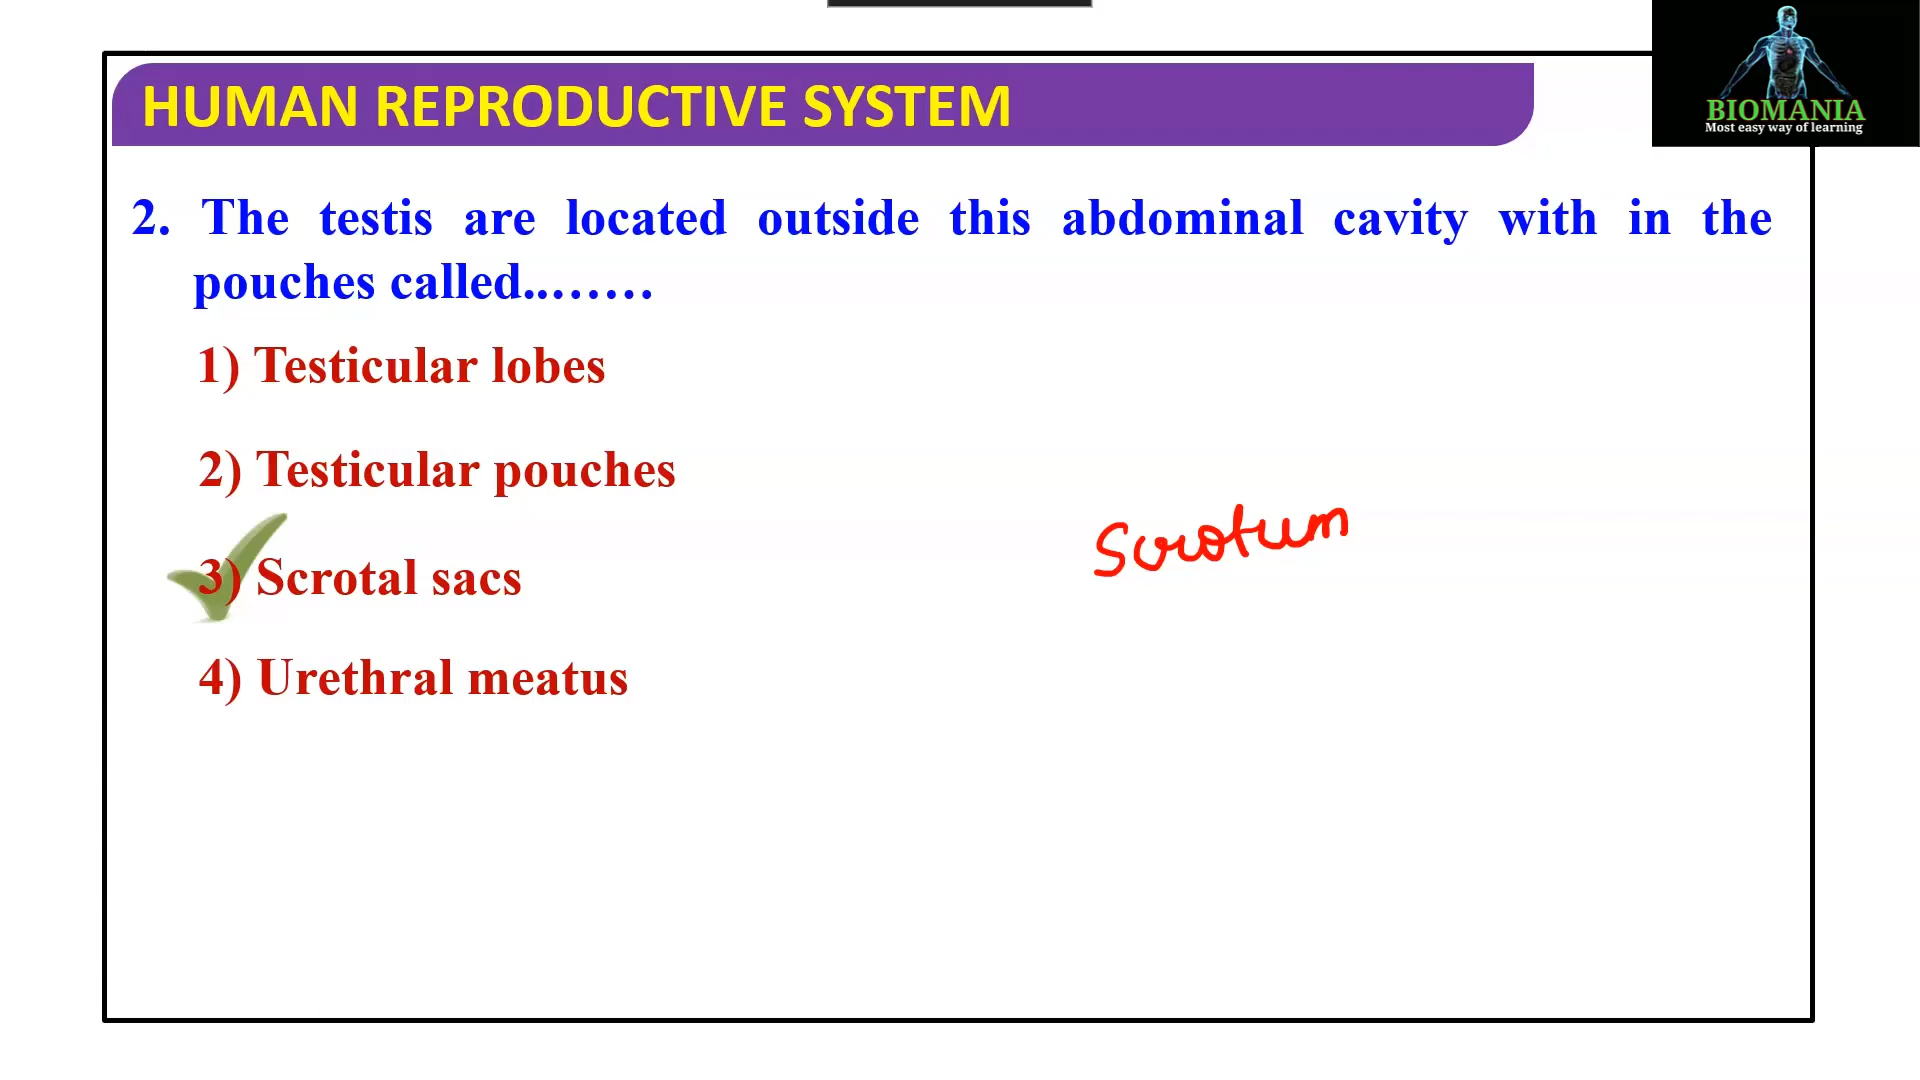 HUMAN REPRODUCTIVE SYSTEM
BIOMANIA
Most easy way of learning
2. The testis are located outside this abdominal cavity with in the
pouches called..……
1) Testicular lobes
2) Testicular pouches
Scrotum
3) Scrotal sacs
4) Urethral meatus